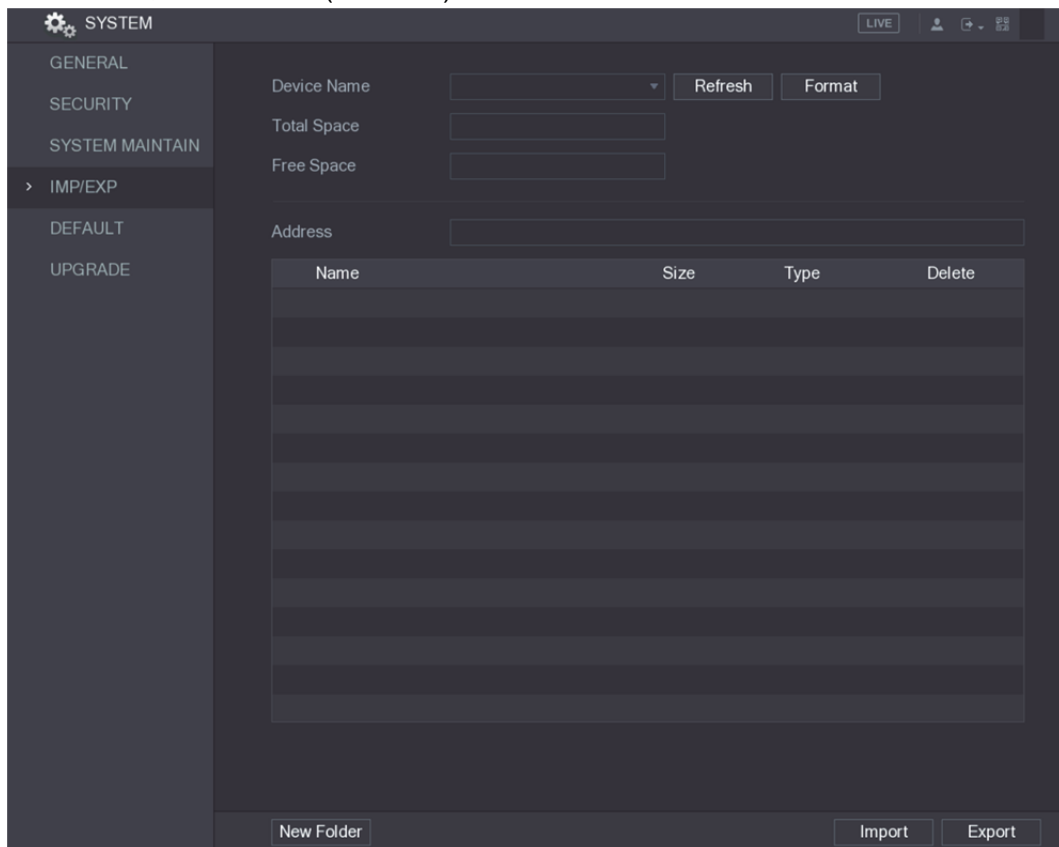 SYSTEM LIVE
GENERAL
SECURITY
SYSTEM MAINTAIN
> IMP/EXP
DEFAULT
UPGRADE
Device Name Refresh Format
Total Space
Free Space
Address
Name Size Type Delete
New Folder Import Export